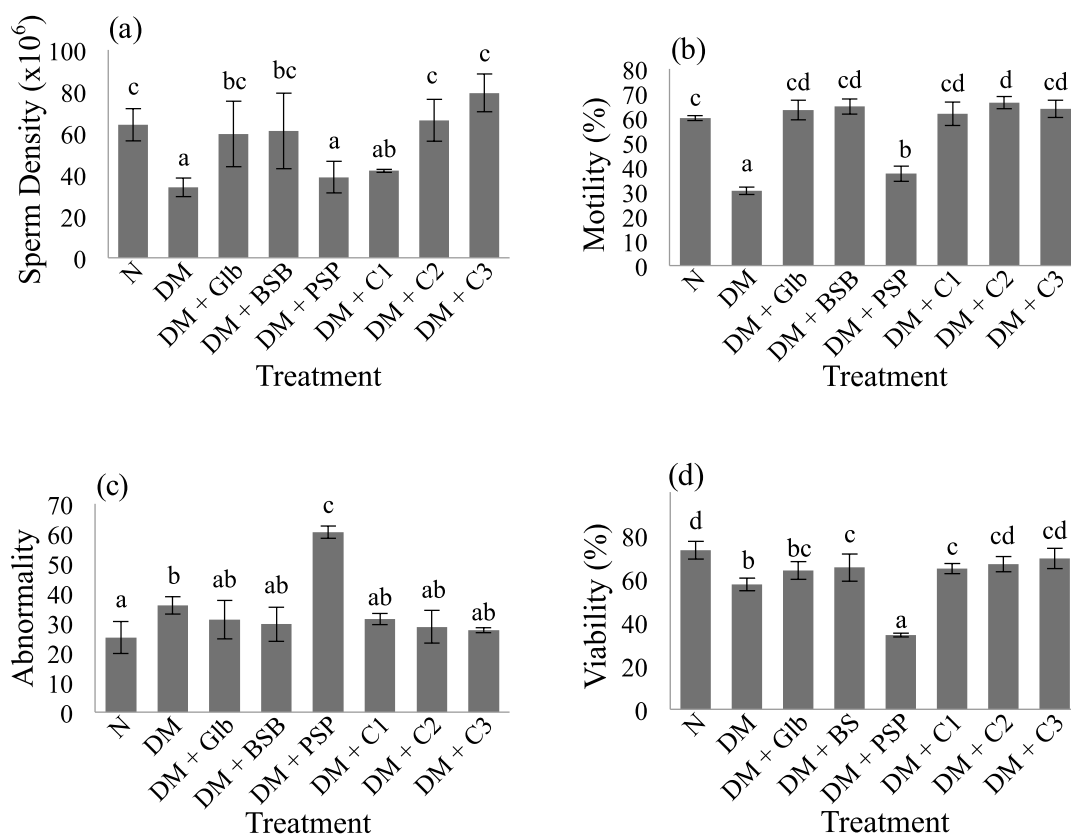 (a)
Sperm Density (x10⁶)
100
80
60
40
20
0
c
a
bc
bc
a
ab
c
c
N
DM
DM + Glb
DM + BSB
DM + PSP
DM + C1
DM + C2
DM + C3
Treatment
(b)
Motility (%)
80
70
60
50
40
30
20
10
0
c
a
cd
cd
b
cd
d
cd
N
DM
DM + Glb
DM + BSB
DM + PSP
DM + C1
DM + C2
DM + C3
Treatment
(c)
Abnormality
70
60
50
40
30
20
10
0
a
b
ab
ab
c
ab
ab
ab
N
DM
DM + Glb
DM + BSB
DM + PSP
DM + C1
DM + C2
DM + C3
Treatment
(d)
Viability (%)
80
60
40
20
0
d
b
bc
c
a
c
cd
cd
N
DM
DM + Glb
DM + BS
DM + PSP
DM + C1
DM + C2
DM + C3
Treatment